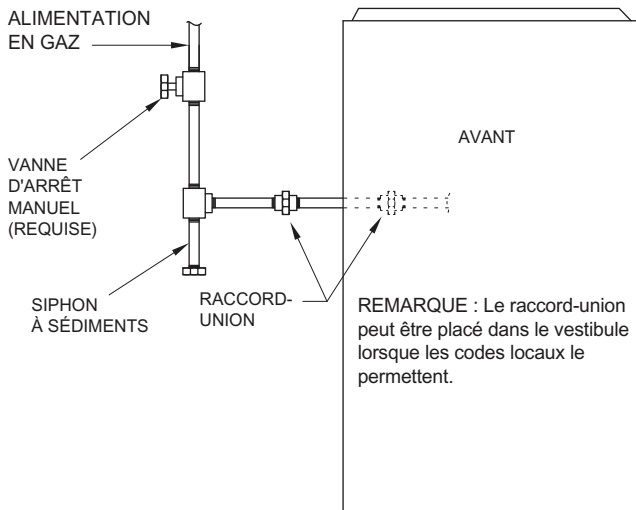 ALIMENTATION
EN GAZ
AVANT
VANNE
D'ARRÊT
MANUEL
(REQUISE)
SIPHON
À SÉDIMENTS
RACCORD-
UNION
REMARQUE : Le raccord-union
peut être placé dans le vestibule
lorsque les codes locaux le
permettent.